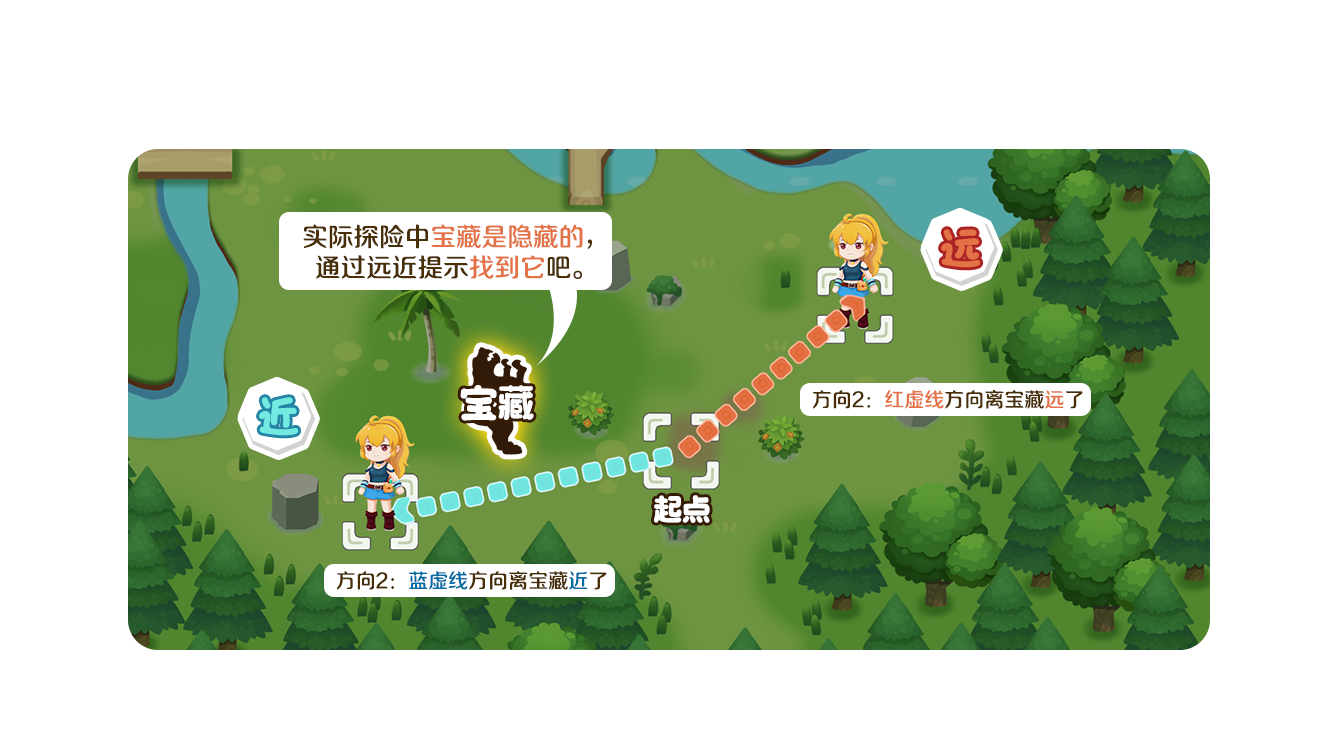 实际探险中宝藏是隐藏的，
通过远近提示找到它吧。
远
宝藏
近
方向2：红虚线方向离宝藏远了
起点
方向2：蓝虚线方向离宝藏近了